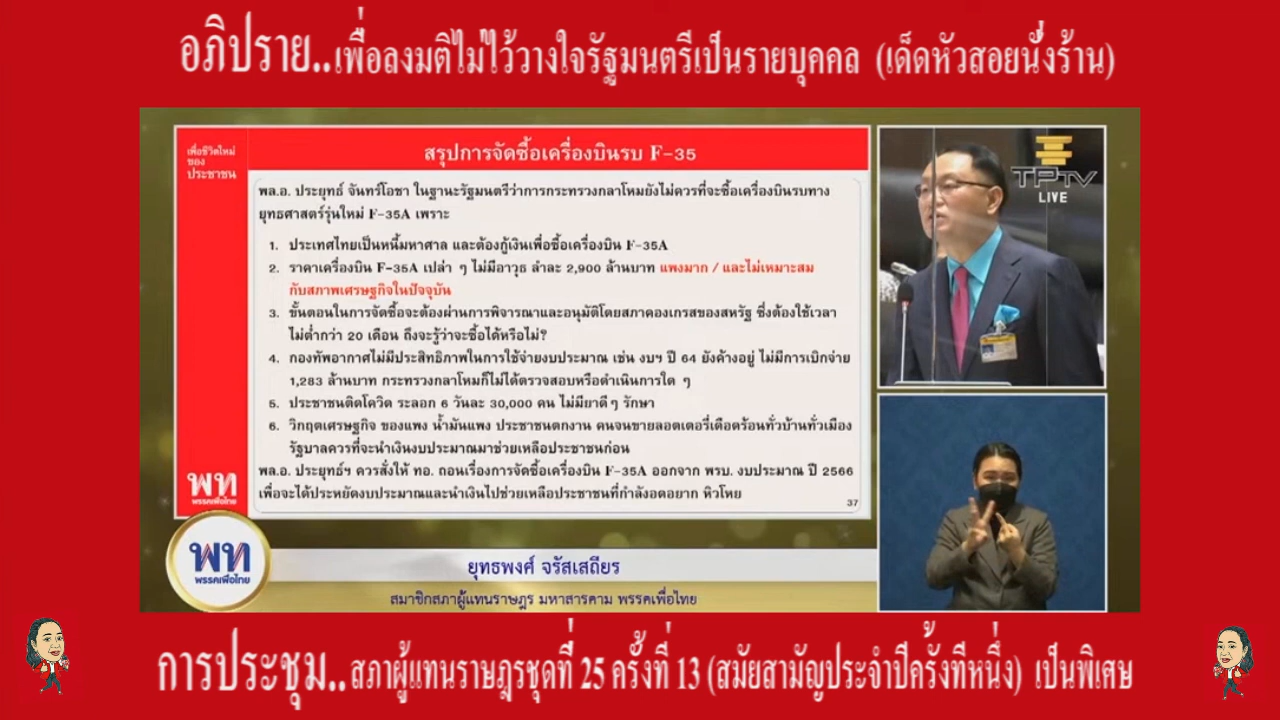 อภิปราย..เพื่อลงมติไม่ไว้วางใจรัฐมนตรีเป็นรายบุคคล (เด็ดหัวสอยนั่งร้าน)
เพื่อชีวิตใหม่
ของ
ประชาชน
สรุปการจัดซื้อเครื่องบินรบ F-35
พล.อ. ประยุทธ์ จันทร์โอชา ในฐานะรัฐมนตรีว่าการกระทรวงกลาโหมยังไม่ควรที่จะซื้อเครื่องบินรบทาง
ยุทธศาสตร์รุ่นใหม่ F-35A เพราะ
1. ประเทศไทยเป็นหนี้มหาศาล และต้องกู้เงินเพื่อซื้อเครื่องบิน F-35A
2. ราคาเครื่องบิน F-35A เปล่า ๆ ไม่มีอาวุธ ลำละ 2,900 ล้านบาท แพงมาก / และไม่เหมาะสม
กับสภาพเศรษฐกิจในปัจจุบัน
3. ขั้นตอนในการจัดซื้อจะต้องผ่านการพิจารณาและอนุมัติโดยสภาคองเกรสของสหรัฐ ซึ่งต้องใช้เวลา
ไม่ต่ำกว่า 20 เดือน ถึงจะรู้ว่าจะซื้อได้หรือไม่?
4. กองทัพอากาศไม่มีประสิทธิภาพในการใช้จ่ายงบประมาณ เช่น งบฯ ปี 64 ยังค้างอยู่ ไม่มีการเบิกจ่าย
1,283 ล้านบาท กระทรวงกลาโหมก็ไม่ได้ตรวจสอบหรือดำเนินการใด ๆ
5. ประชาชนติดโควิด ระลอก 6 วันละ 30,000 คน ไม่มียาดีๆ รักษา
6. วิกฤตเศรษฐกิจ ของแพง น้ำมันแพง ประชาชนตกงาน คนจนขายลอตเตอรี่เดือดร้อนทั่วบ้านทั่วเมือง
รัฐบาลควรที่จะนำเงินงบประมาณมาช่วยเหลือประชาชนก่อน
พล.อ. ประยุทธ์ฯ ควรสั่งให้ ทอ. ถอนเรื่องการจัดซื้อเครื่องบิน F-35A ออกจาก พรบ. งบประมาณ ปี 2566
เพื่อจะได้ประหยัดงบประมาณและนำเงินไปช่วยเหลือประชาชนที่กำลังอดอยาก หิวโหย
37
พท
พรรคเพื่อไทย
TPTV
LIVE
พท
พรรคเพื่อไทย
ยุทธพงศ์ จรัสเสถียร
สมาชิกสภาผู้แทนราษฎร มหาสารคาม พรรคเพื่อไทย
การประชุม..สภาผู้แทนราษฎรชุดที่ 25 ครั้งที่ 13 (สมัยสามัญประจำปีครั้งที่หนึ่ง) เป็นพิเศษ